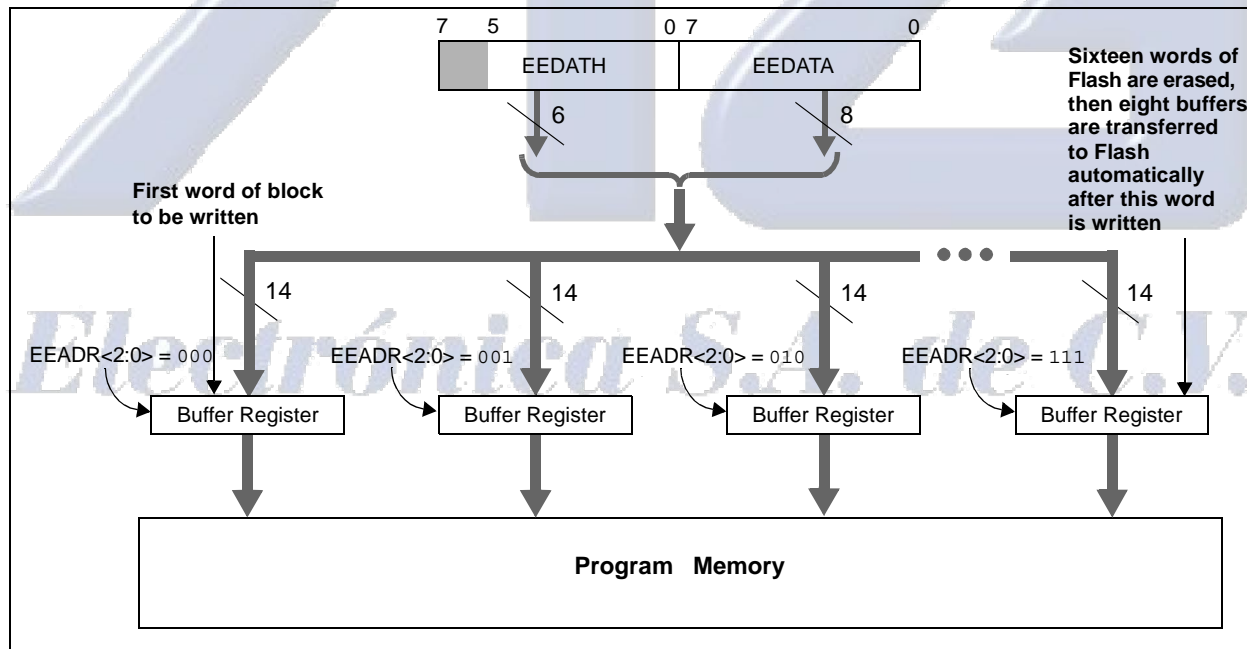 7 5 0 7 0
EEDATH EEDATA
6 8
Sixteen words of
Flash are erased,
then eight buffers
are transferred
to Flash
automatically
after this word
is written
First word of block
to be written
14 14 14 14
EEADR<2:0> = 000 EEADR<2:0> = 001 EEADR<2:0> = 010 EEADR<2:0> = 111
Electrónica S.A. de C.V.
Buffer Register Buffer Register Buffer Register Buffer Register
Program Memory